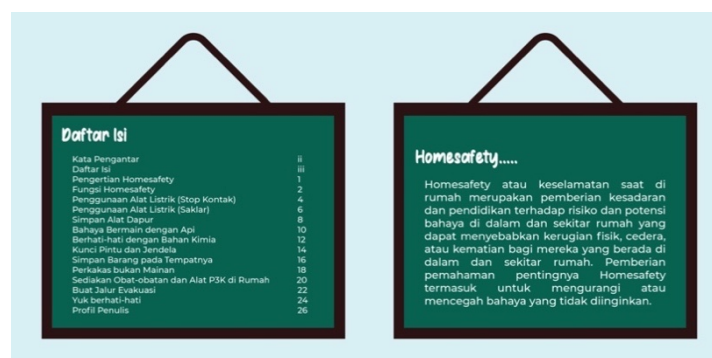 Daftar Isi
Kata Pengantar ii
Daftar Isi iii
Pengertian Homesafety 1
Fungsi Homesafety 2
Penggunaan Alat Listrik (Stop Kontak) 4
Penggunaan Alat Listrik (Saklar) 6
Simpan Alat Dapur 8
Bahaya Bermain dengan Api 10
Berhati-hati dengan Bahan Kimia 12
Kunci Pintu dan Jendela 14
Simpan Barang pada Tempatnya 16
Perkakas bukan Mainan 18
Sediakan Obat-obatan dan Alat P3K di Rumah 20
Buat Jalur Evakuasi 22
Yuk berhati-hati 24
Profil Penulis 26
Homesafety.....
Homesafety atau keselamatan saat di
rumah merupakan pemberian kesadaran
dan pendidikan terhadap risiko dan potensi
bahaya di dalam dan sekitar rumah yang
dapat menyebabkan kerugian fisik, cedera,
atau kematian bagi mereka yang berada di
dalam dan sekitar rumah. Pemberian
pemahaman pentingnya Homesafety
termasuk untuk mengurangi atau
mencegah bahaya yang tidak diinginkan.